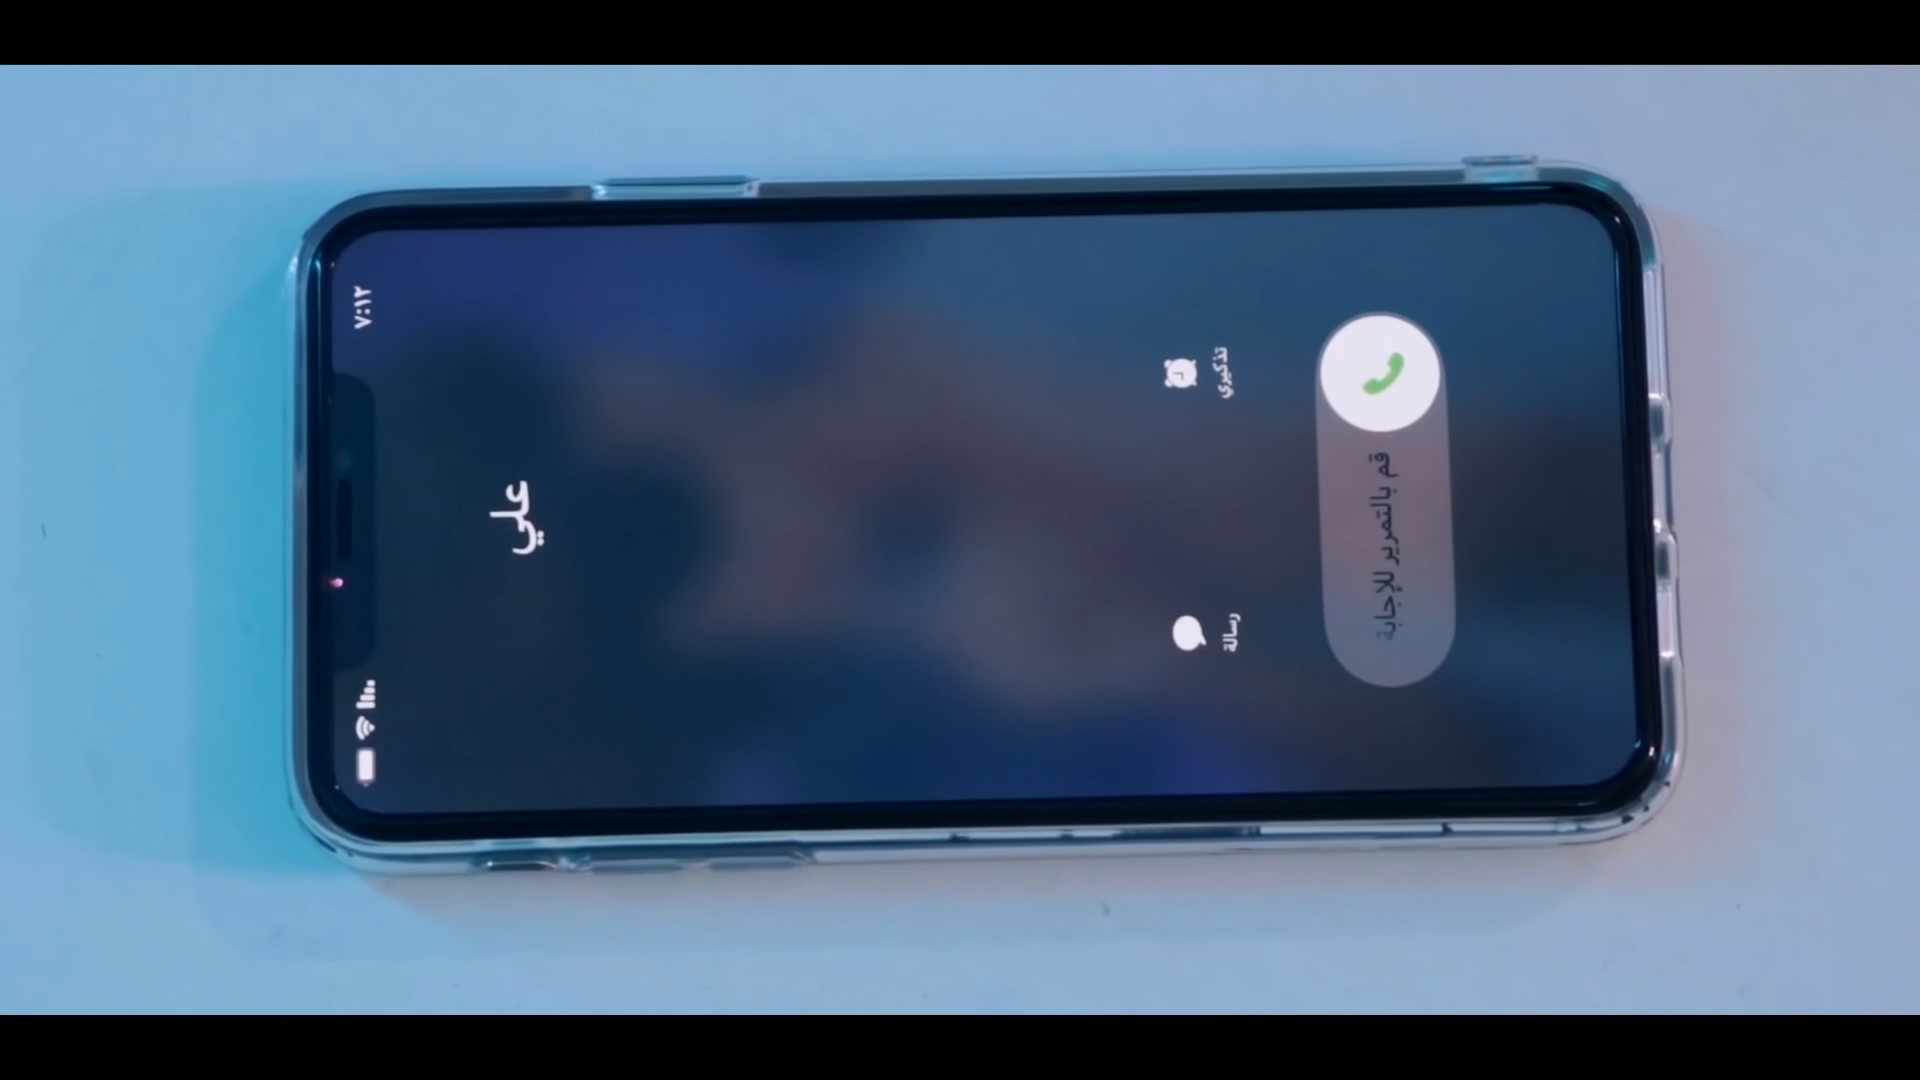 ٧:١٢
علي
تذكيري
رسالة
قم بالتمرير للإجابة